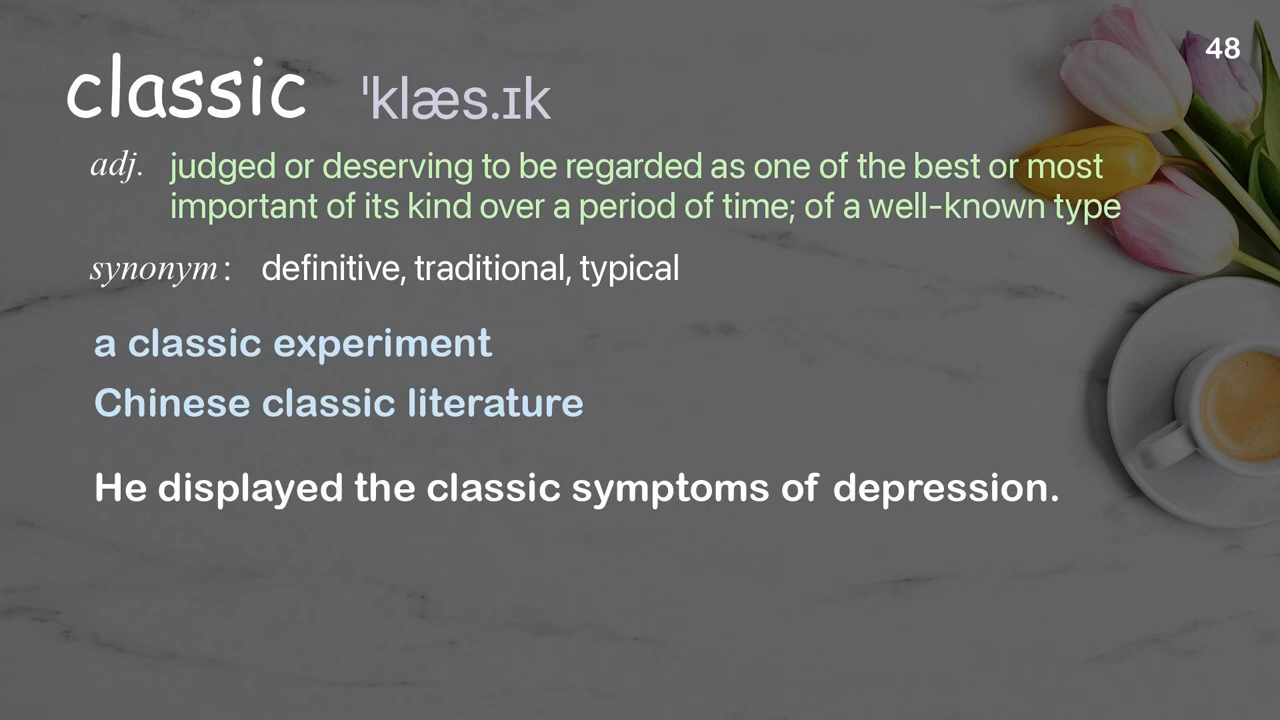 48
classic ˈklæs.ɪk
adj. judged or deserving to be regarded as one of the best or most
important of its kind over a period of time; of a well-known type
synonym: definitive, traditional, typical
a classic experiment
Chinese classic literature
He displayed the classic symptoms of depression.